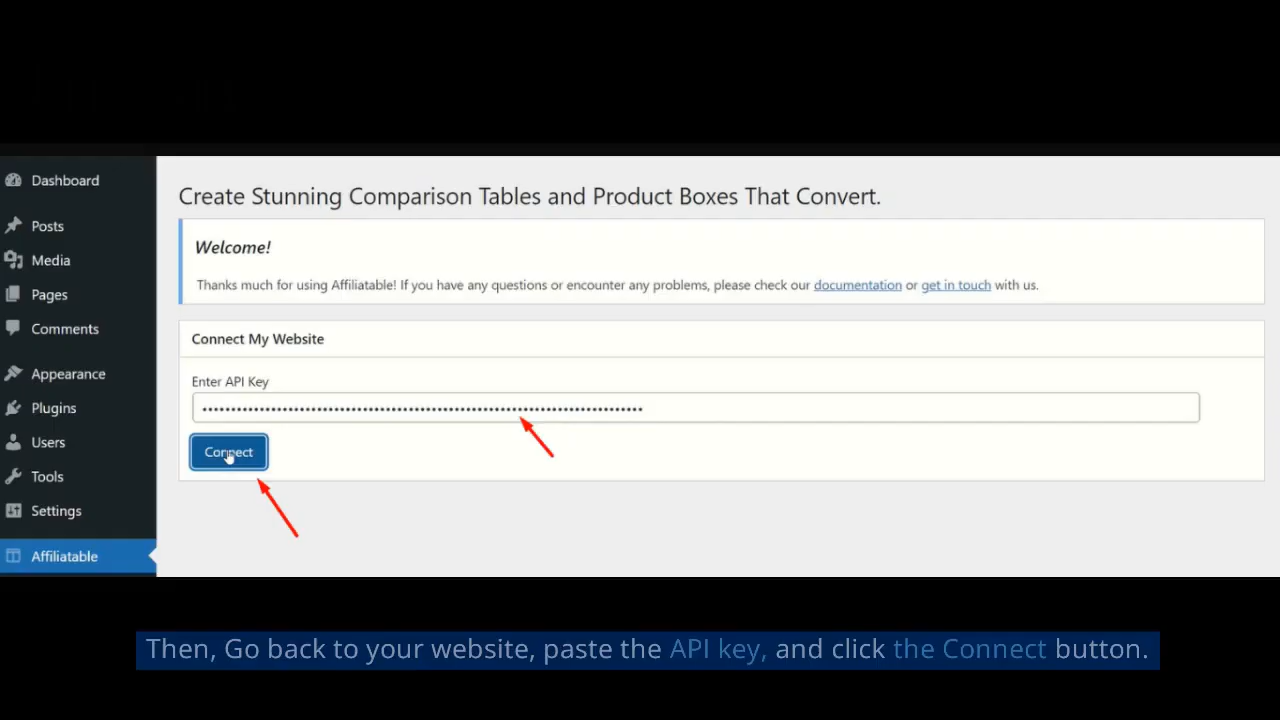 Dashboard
Posts
Media
Pages
Comments
Appearance
Plugins
Users
Tools
Settings
Affiliatable
Create Stunning Comparison Tables and Product Boxes That Convert.
Welcome!
Thanks much for using Affiliatable! If you have any questions or encounter any problems, please check our documentation or get in touch with us.
Connect My Website
Enter API Key
Connect
Then, Go back to your website, paste the API key, and click the Connect button.